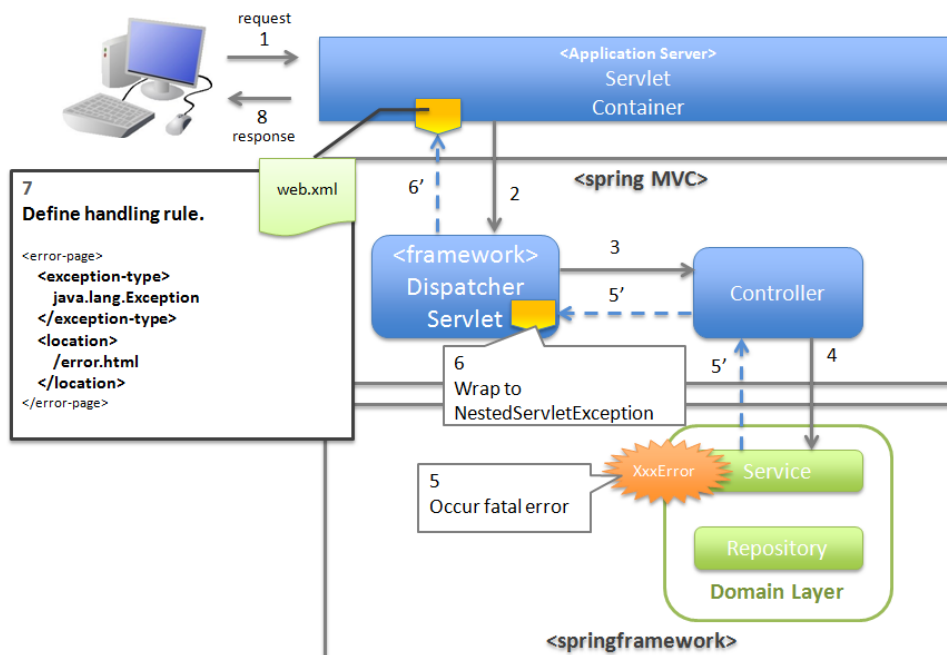 request
1
8
response
<Application Server>
Servlet
Container
web.xml
6’
2
<spring MVC>
7
Define handling rule.
<error-page>
<exception-type>
java.lang.Exception
</exception-type>
<location>
/error.html
</location>
</error-page>
<framework>
Dispatcher
Servlet
3
5’
Controller
6
Wrap to
NestedServletException
5’
4
5
Occur fatal error
XxxError
Service
Repository
Domain Layer
<springframework>